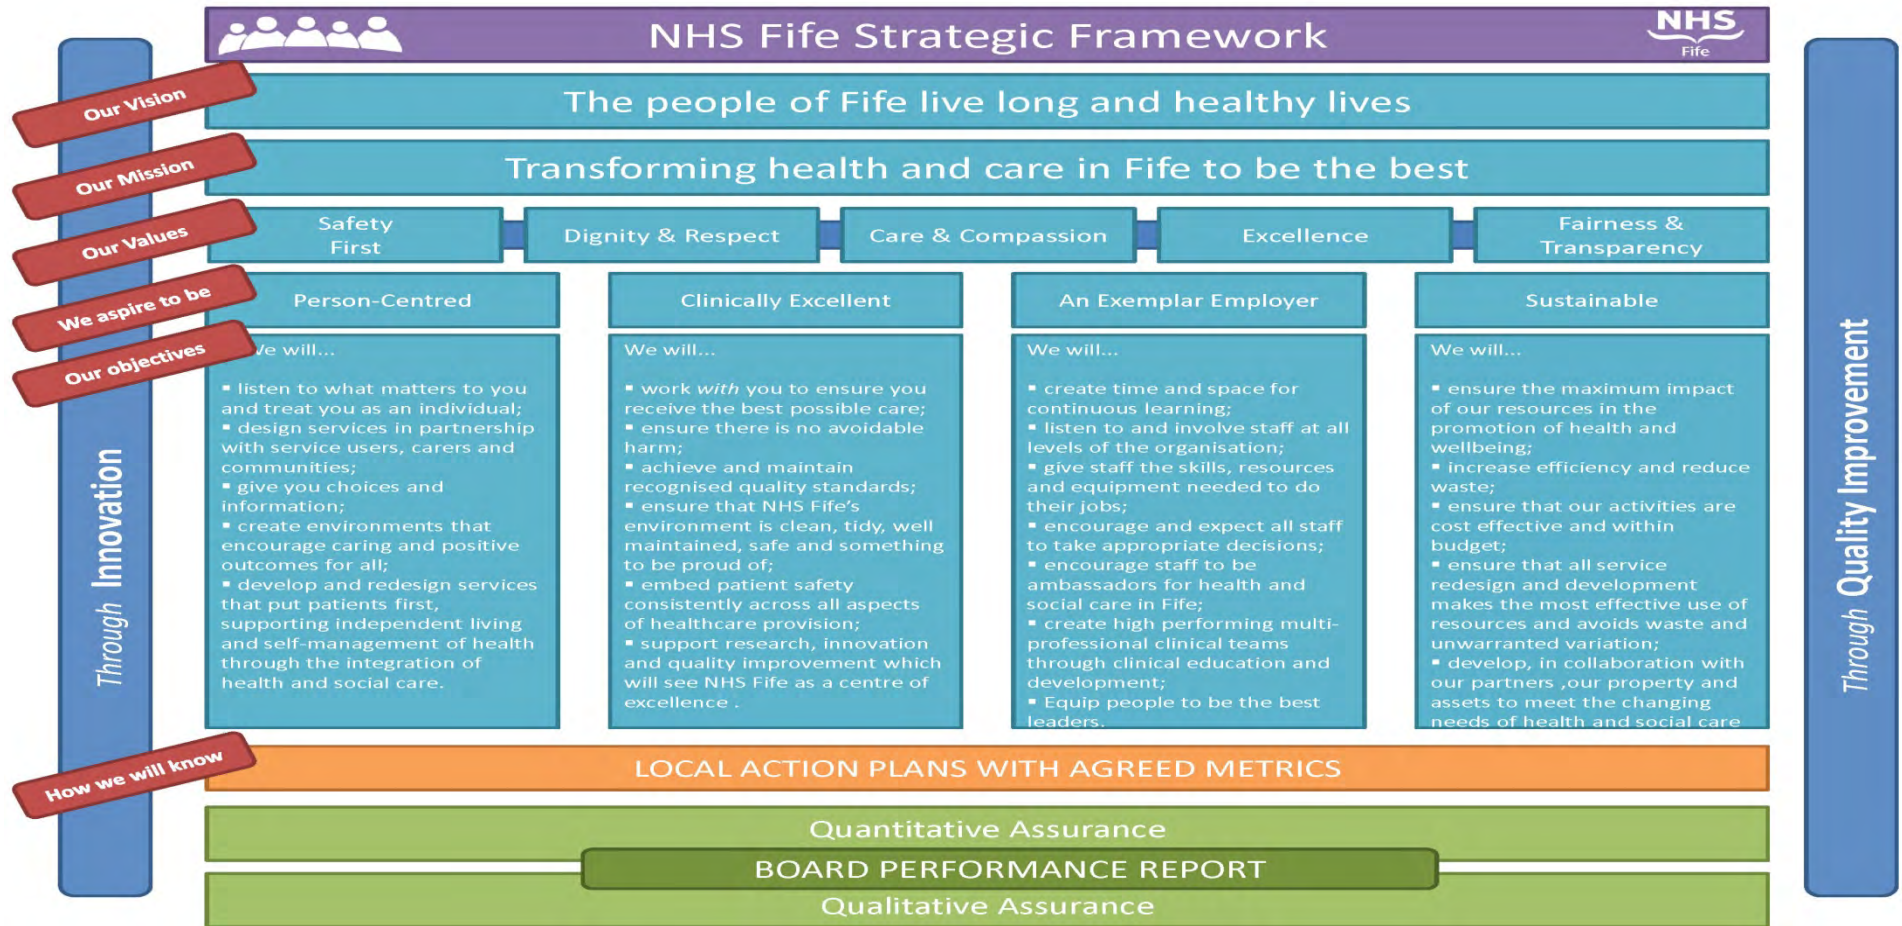 NHS Fife Strategic Framework
NHS
Fife
Our Vision
The people of Fife live long and healthy lives
Our Mission
Transforming health and care in Fife to be the best
Our Values
Safety
First
Dignity & Respect
Care & Compassion
Excellence
Fairness &
Transparency
We aspire to be
Person-Centred
Clinically Excellent
An Exemplar Employer
Sustainable
Our objectives
We will...
▪ listen to what matters to you
and treat you as an individual;
▪ design services in partnership
with service users, carers and
communities;
▪ give you choices and
information;
▪ create environments that
encourage caring and positive
outcomes for all;
▪ develop and redesign services
that put patients first,
supporting independent living
and self-management of health
through the integration of
health and social care.
We will...
▪ work with you to ensure you
receive the best possible care;
▪ ensure there is no avoidable
harm;
▪ achieve and maintain
recognised quality standards;
▪ ensure that NHS Fife's
environment is clean, tidy, well
maintained, safe and something
to be proud of;
▪ embed patient safety
consistently across all aspects
of healthcare provision;
▪ support research, innovation
and quality improvement which
will see NHS Fife as a centre of
excellence .
We will...
▪ create time and space for
continuous learning;
▪ listen to and involve staff at all
levels of the organisation;
▪ give staff the skills, resources
and equipment needed to do
their jobs;
▪ encourage and expect all staff
to take appropriate decisions;
▪ encourage staff to be
ambassadors for health and
social care in Fife;
▪ create high performing multi-
professional clinical teams
through clinical education and
development;
▪ Equip people to be the best
leaders.
We will...
▪ ensure the maximum impact
of our resources in the
promotion of health and
wellbeing;
▪ increase efficiency and reduce
waste;
▪ ensure that our activities are
cost effective and within
budget;
▪ ensure that all service
redesign and development
makes the most effective use of
resources and avoids waste and
unwarranted variation;
▪ develop, in collaboration with
our partners ,our property and
assets to meet the changing
needs of health and social care
How we will know
LOCAL ACTION PLANS WITH AGREED METRICS
Quantitative Assurance
BOARD PERFORMANCE REPORT
Qualitative Assurance
Through Innovation
Through Quality Improvement